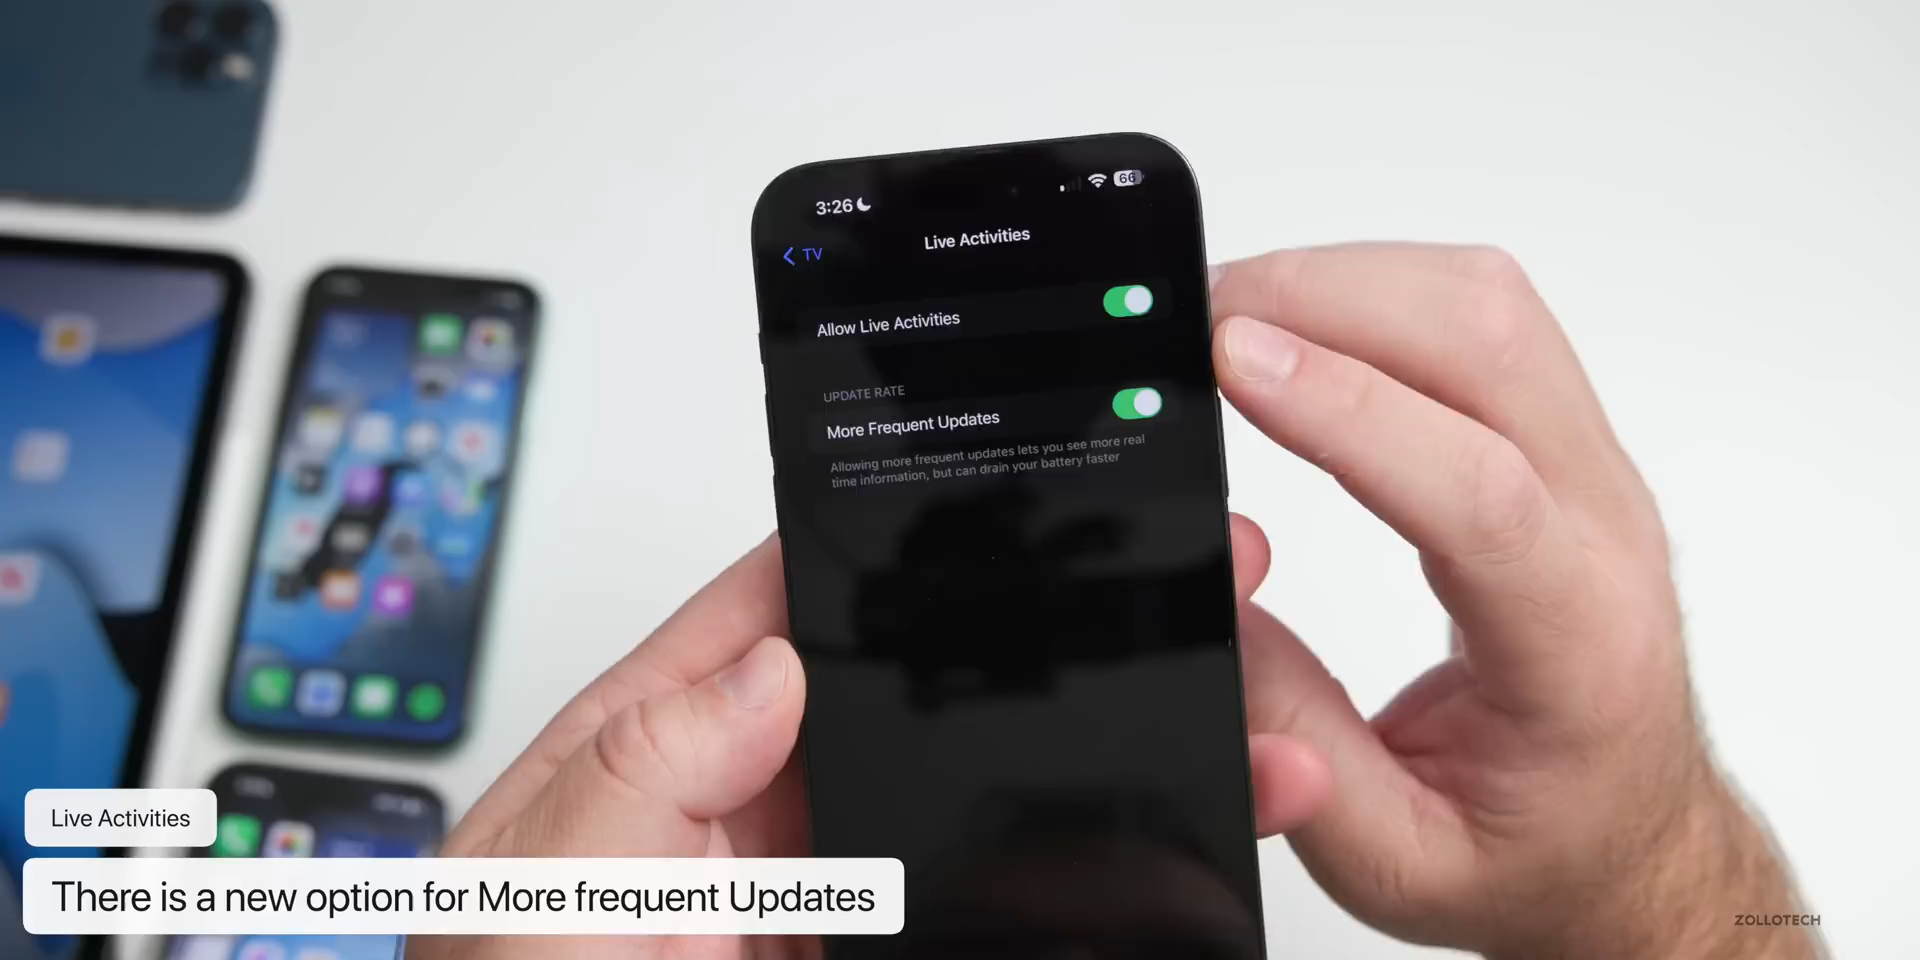 3:26
66
TV
Live Activities
Allow Live Activities
UPDATE RATE
More Frequent Updates
Allowing more frequent updates lets you see more real
time information, but can drain your battery faster
Live Activities
There is a new option for More frequent Updates
ZOLLOTECH